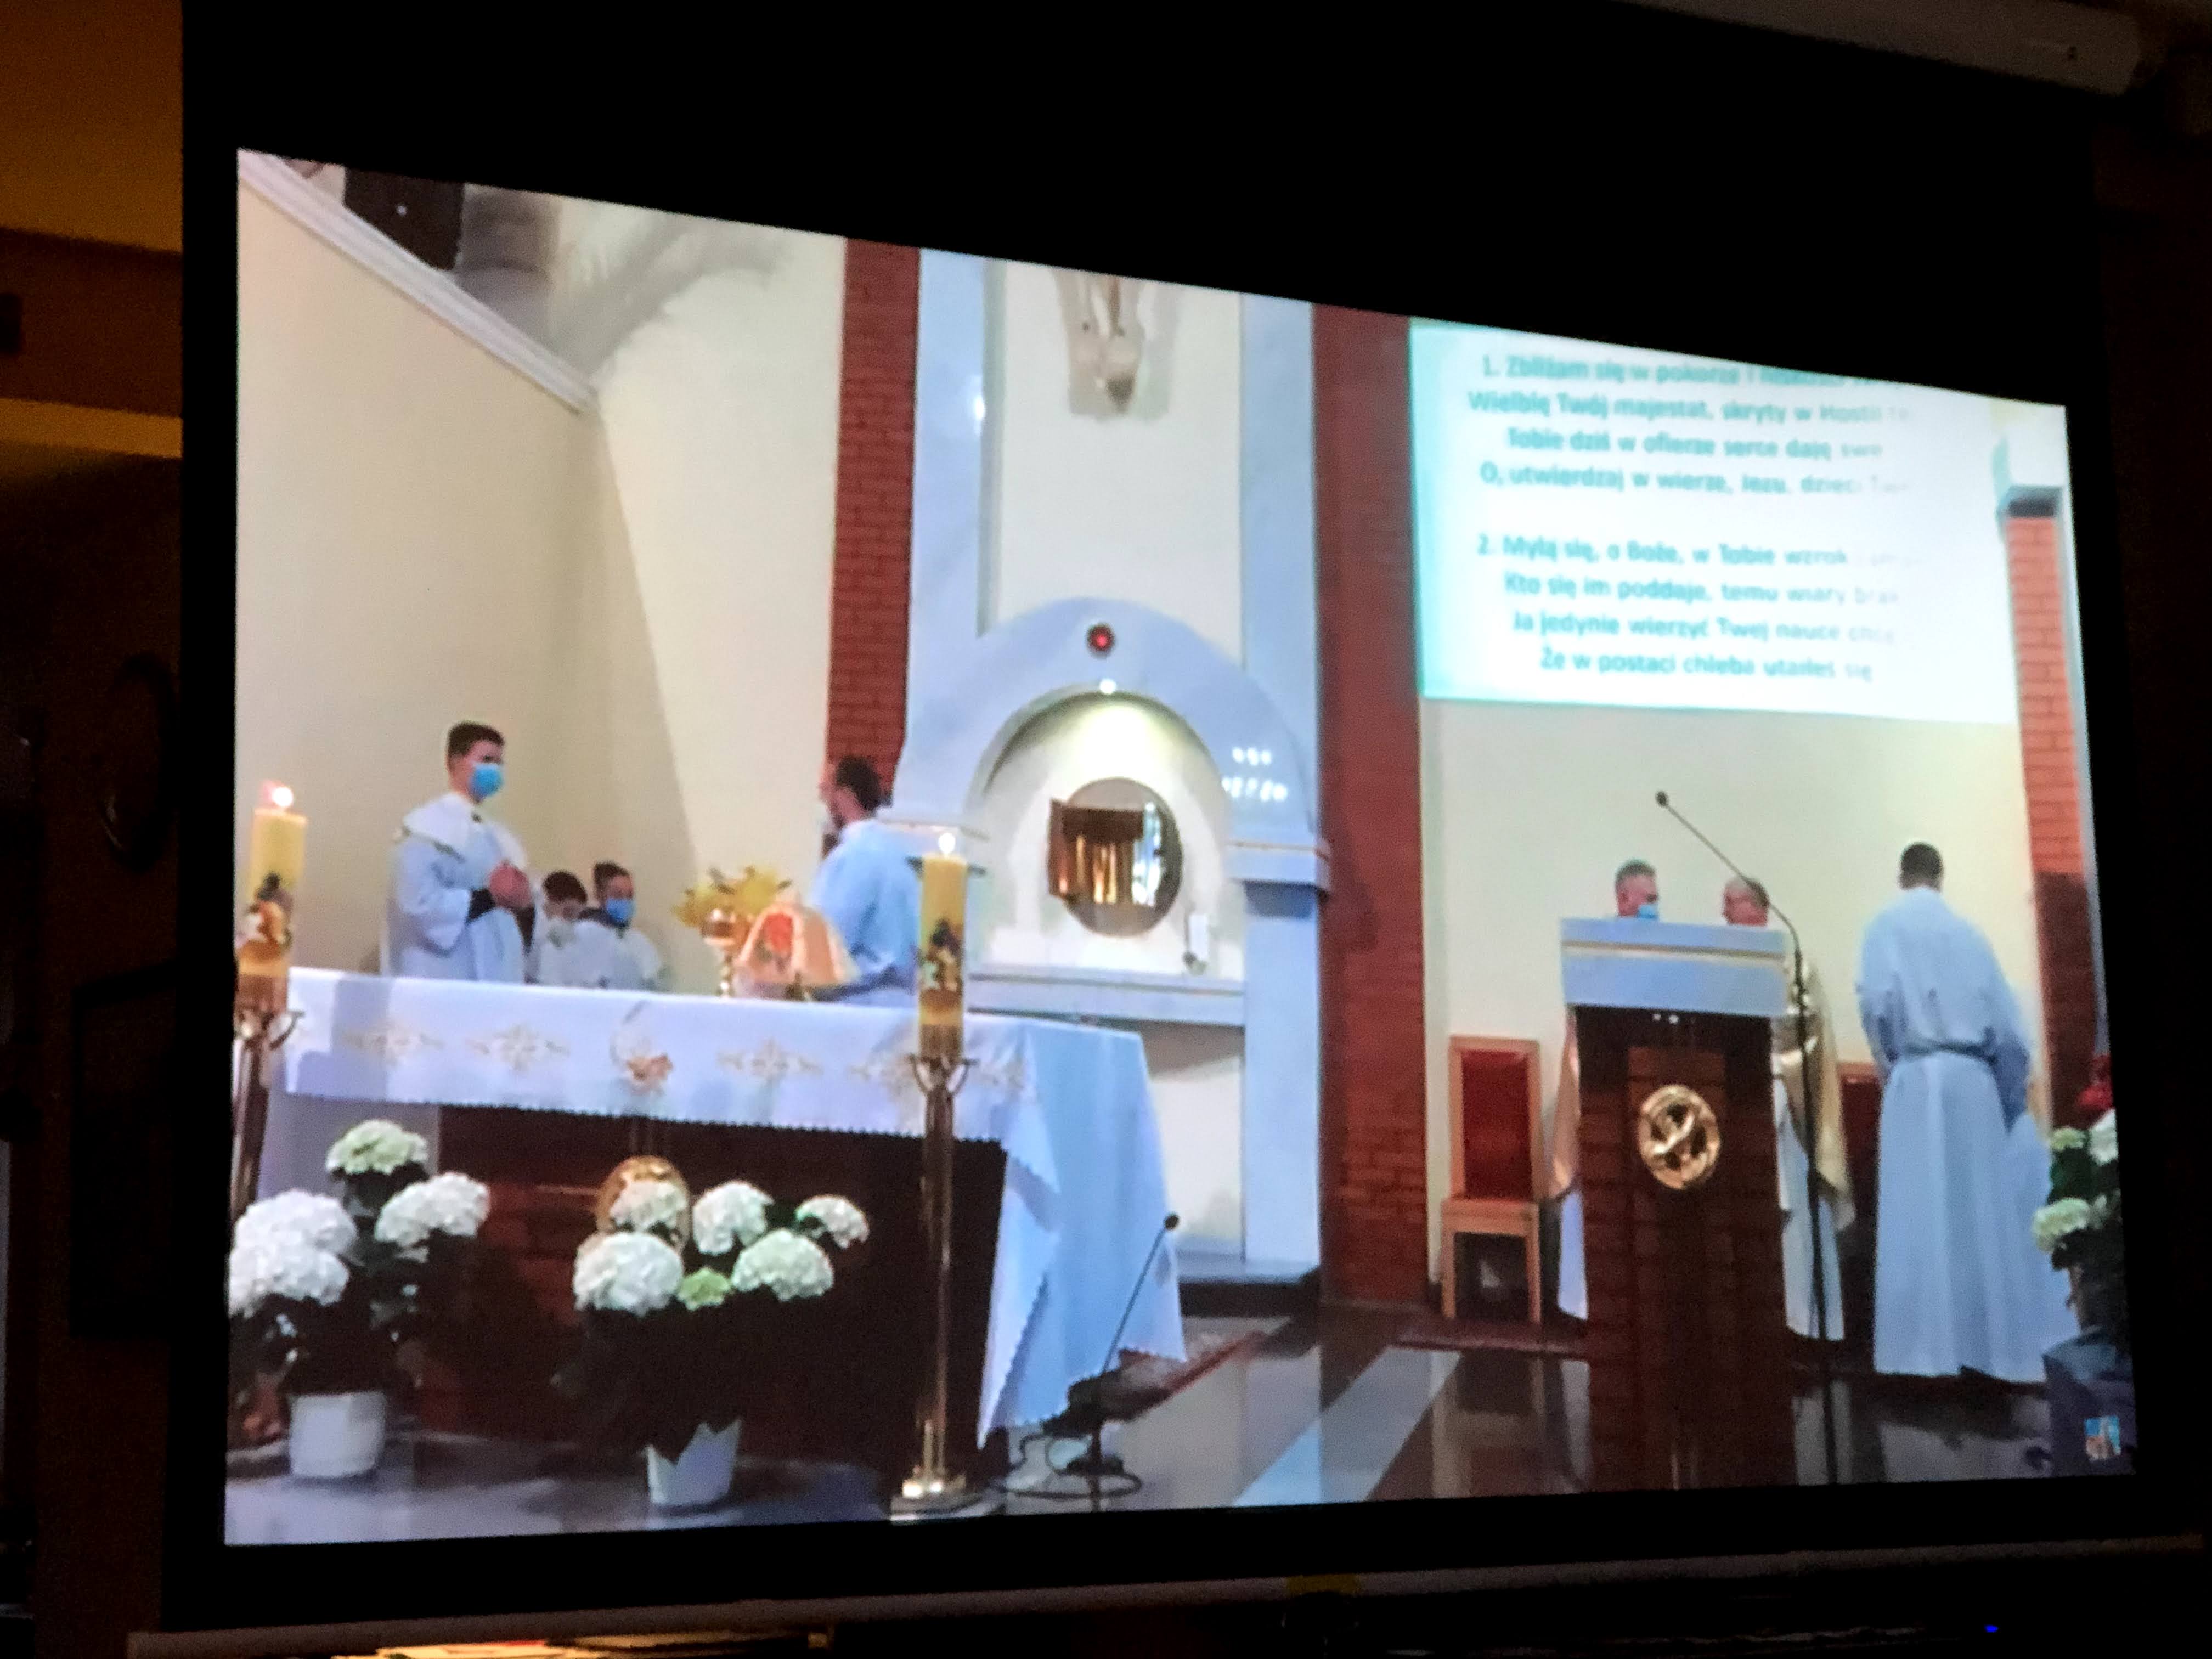 1. Zbliżam się w pokorze i
Wielbię Twój majestat, skryty w Hostii
Tobie dziś w ofierze serce daję
O, utwierdzaj w wierze, Jezu, dzieci
2. Mylą się, o Boże, w Tobie wzrok
Kto się im poddaje, temu wiary
Ja jedynie wierzyć Twej nauce chcę
Że w postaci chleba utaiłeś się